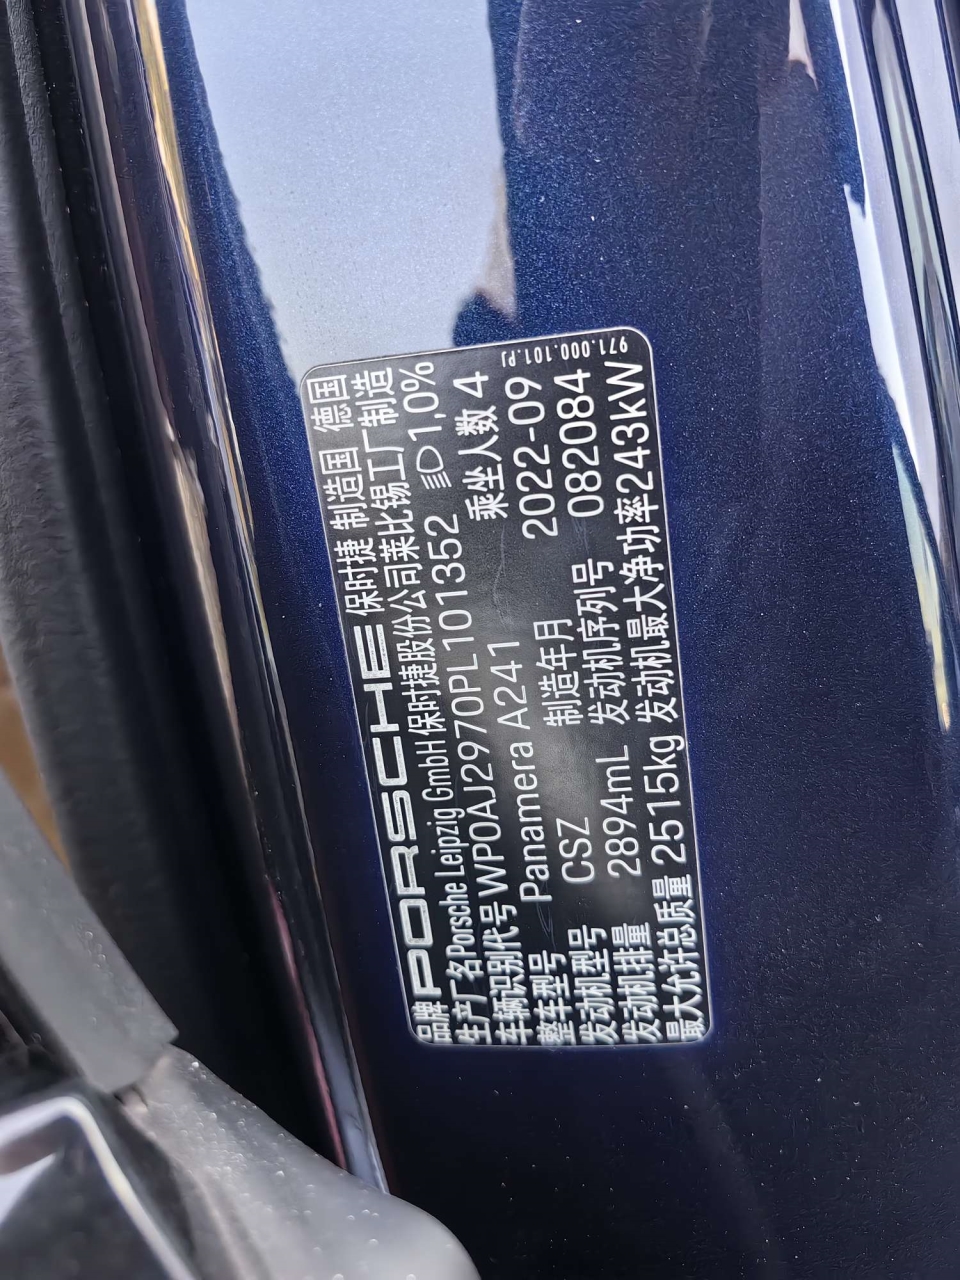 品牌 PORSCHE 保时捷 制造国 德国
生产厂名 Porsche Leipzig GmbH 保时捷股份公司莱比锡工厂制造
车辆识别代号 WP0AJ2970PL101352 1,0%
整车型号 Panamera A241 乘坐人数 4
发动机型号 CSZ 制造年月 2022-09
发动机排量 2894mL 发动机序列号 082084
最大允许总质量 2515kg 发动机最大净功率 243kW
971.000.101.PJ